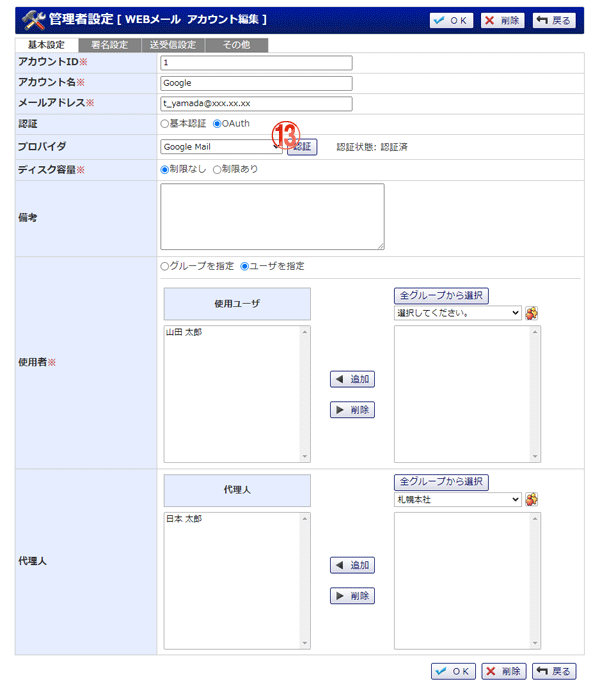 管理者設定 [ WEBメール アカウント編集 ] OK 削除 戻る
基本設定 署名設定 送受信設定 その他
アカウントID※ 1
アカウント名※ Google
メールアドレス※ t_yamada@xxx.xx.xx
認証 基本認証 OAuth
プロバイダ Google Mail ⑬ 認証 認証状態: 認証済
ディスク容量※ 制限なし 制限あり
備考
グループを指定 ユーザを指定
使用ユーザ 全グループから選択
選択してください。
山田 太郎
使用者※
追加
削除
代理人 全グループから選択
札幌本社
日本 太郎
代理人
追加
削除
OK 削除 戻る